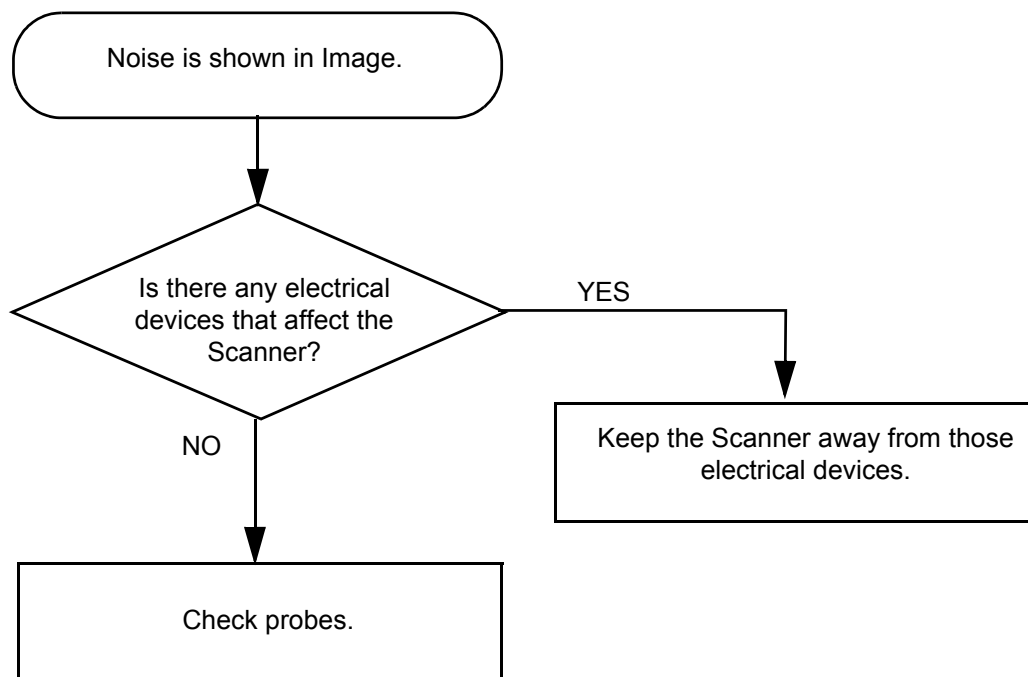 Noise is shown in Image.
Is there any electrical
devices that affect the
Scanner?
YES
NO
Keep the Scanner away from those
electrical devices.
Check probes.